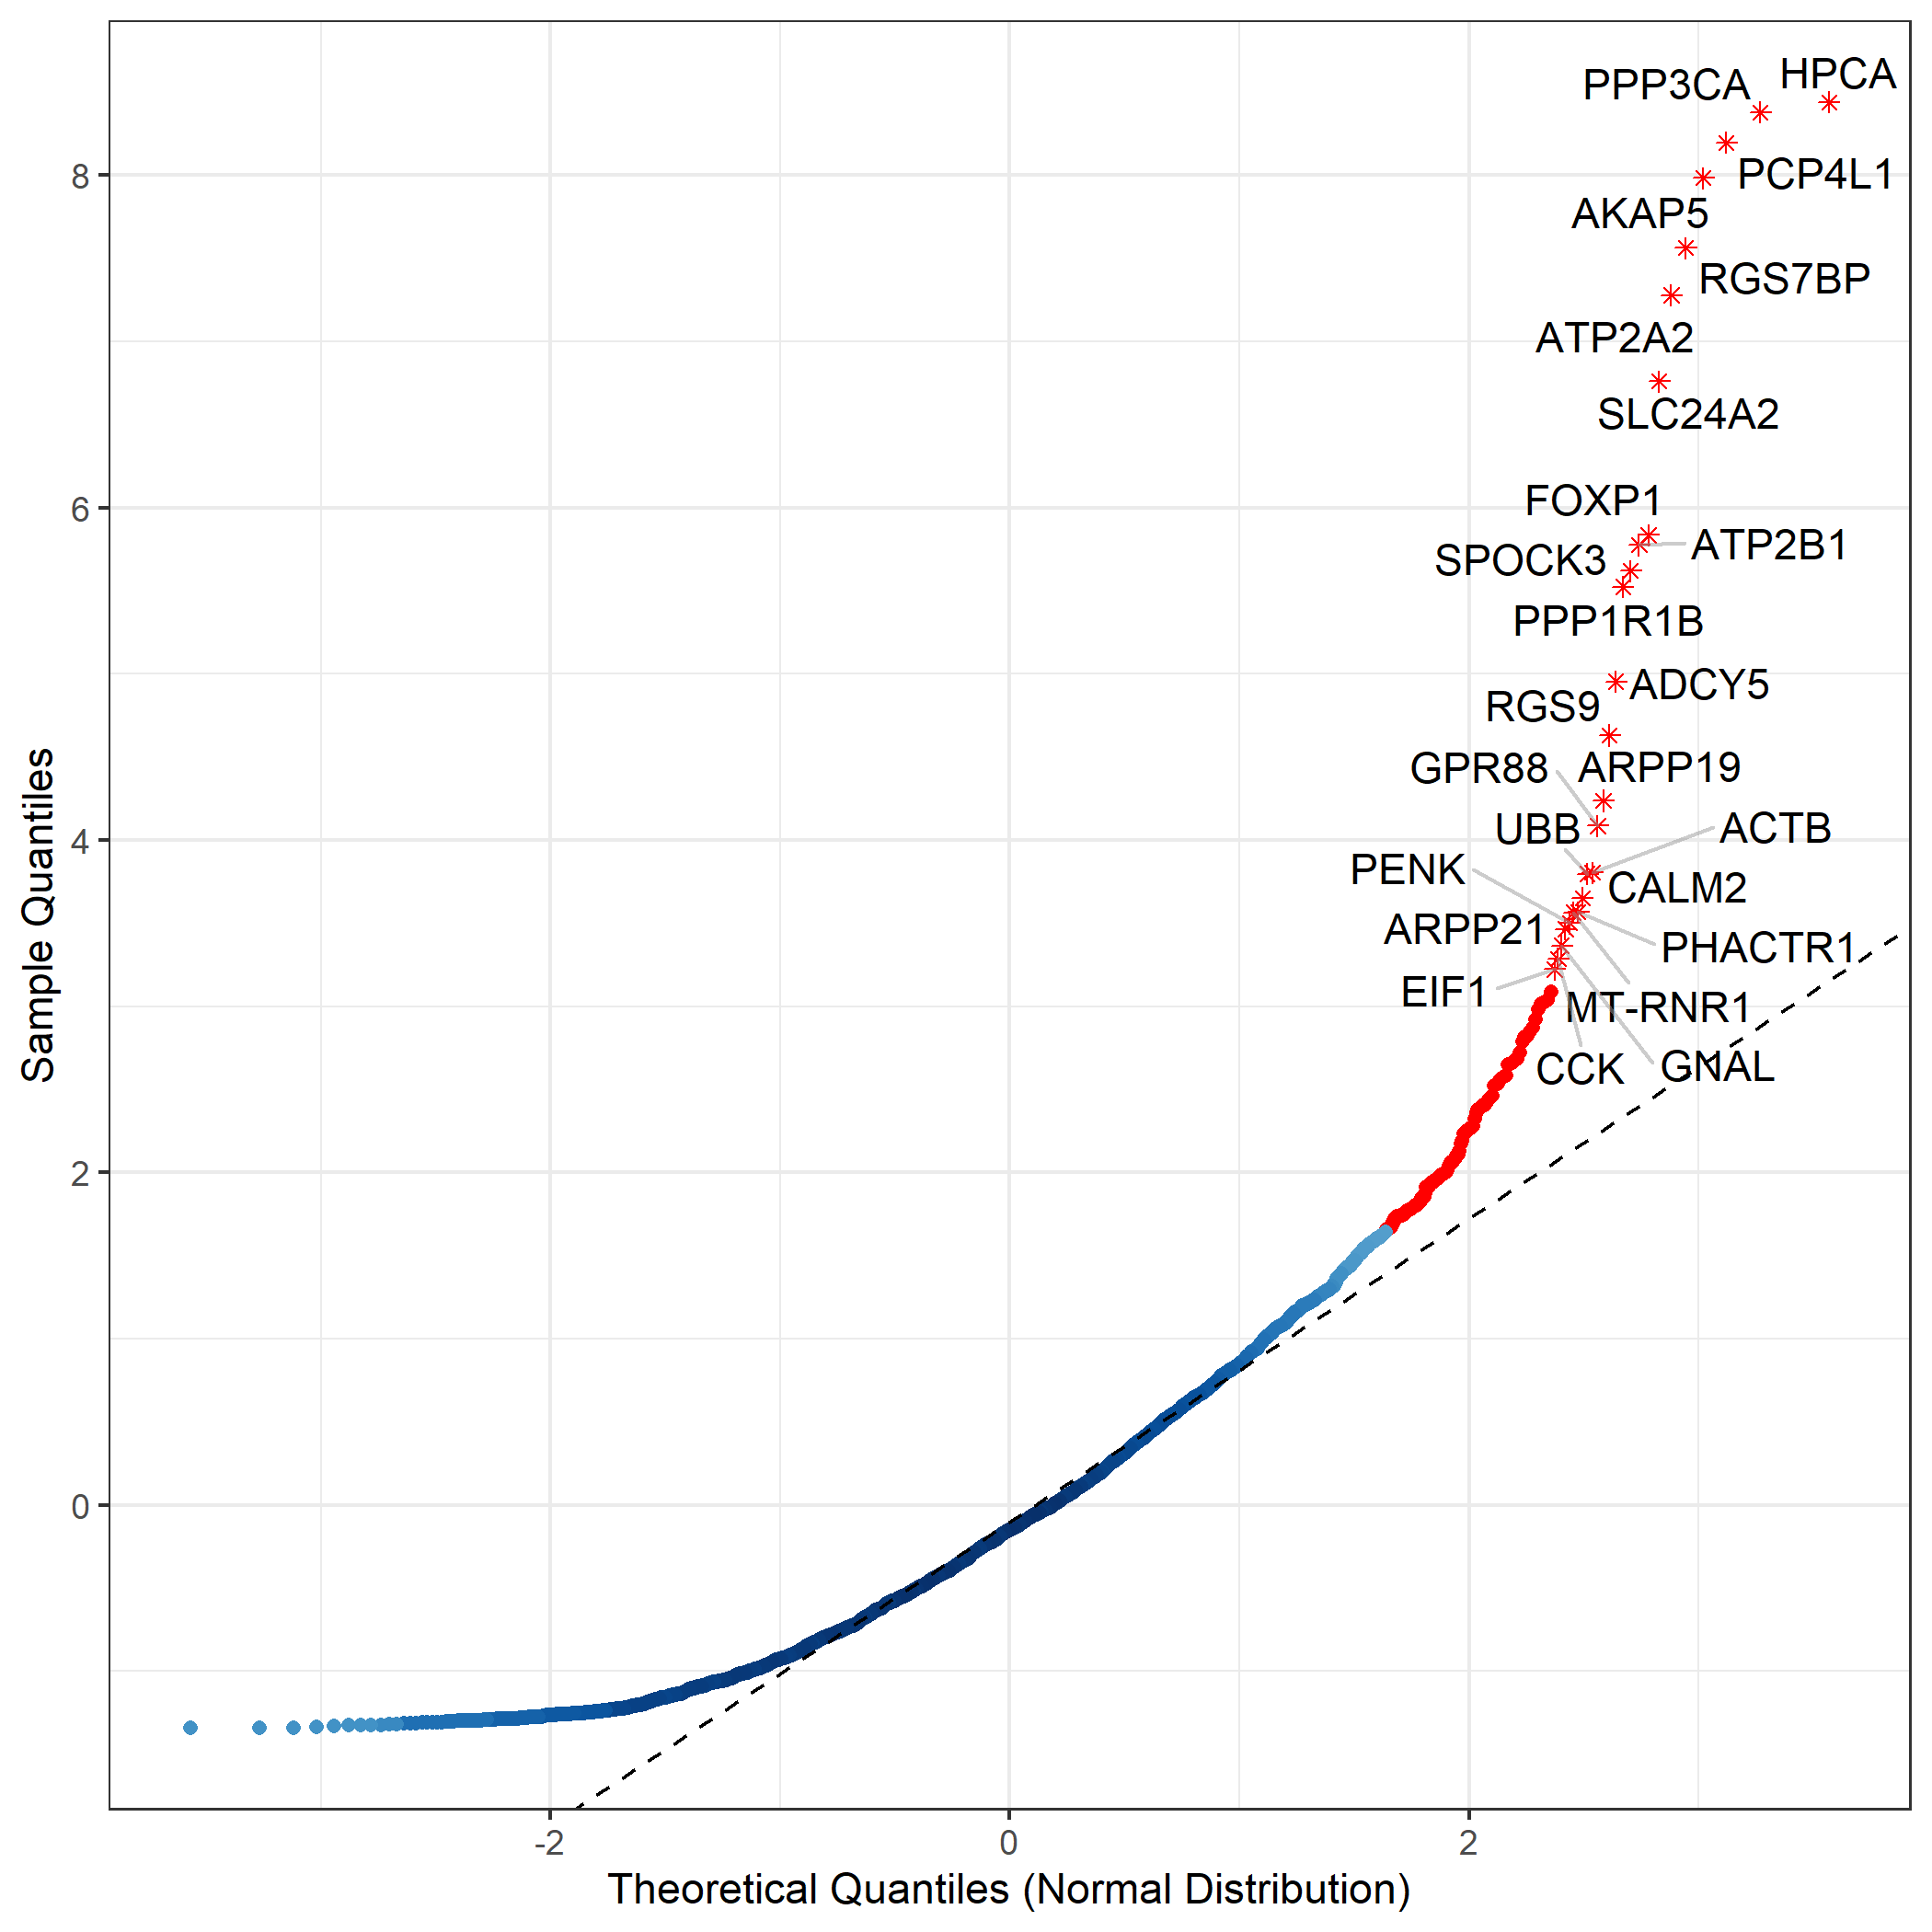 HPCA
PPP3CA
PCP4L1
AKAP5
RGS7BP
ATP2A2
SLC24A2
FOXP1
ATP2B1
SPOCK3
PPP1R1B
ADCY5
RGS9
GPR88
ARPP19
UBB
ACTB
PENK
CALM2
ARPP21
PHACTR1
EIF1
MT-RNR1
CCK
GNAL
8
6
4
2
0
Sample Quantiles
-2
0
2
Theoretical Quantiles (Normal Distribution)